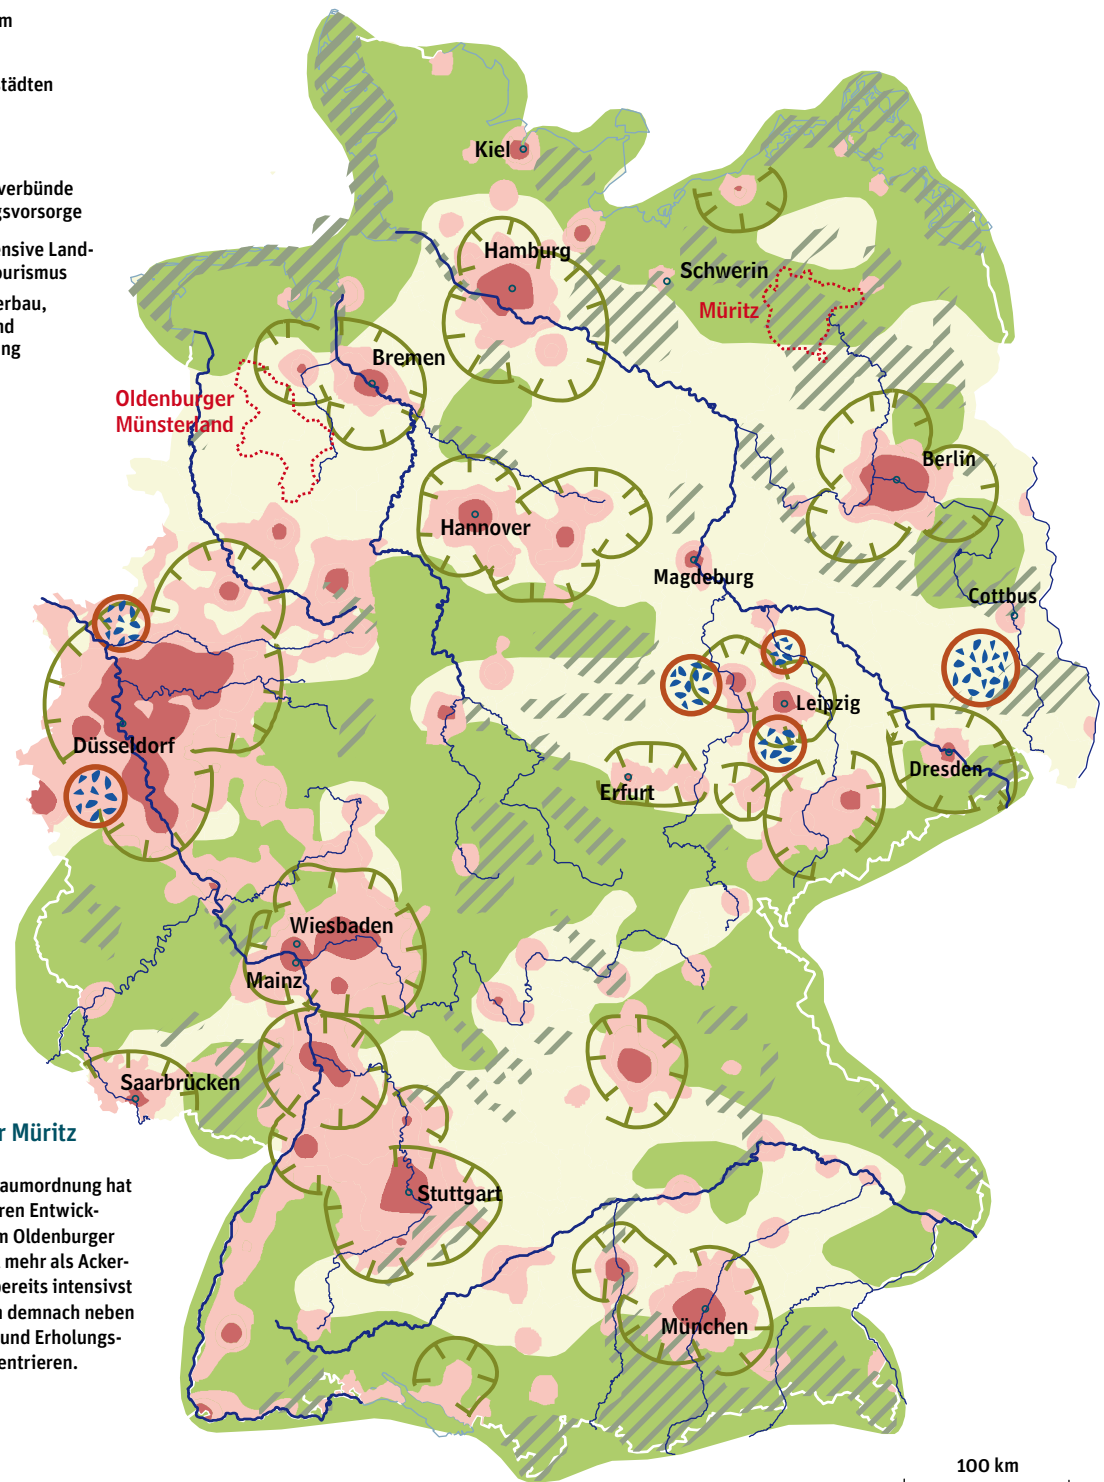 m
tädten
verbünde
gsvorsorge
ensive Land-
ourismus
erbau,
nd
ng
Kiel
Hamburg
Schwerin
Müritz
Bremen
Oldenburger
Münsterland
Berlin
Hannover
Magdeburg
Cottbus
Leipzig
Düsseldorf
Dresden
Erfurt
Wiesbaden
Mainz
Saarbrücken
r Müritz
aumordnung hat
ren Entwick-
m Oldenburger
mehr als Acker-
bereits intensivst
n demnach neben
und Erholungs-
entrieren.
Stuttgart
München
100 km